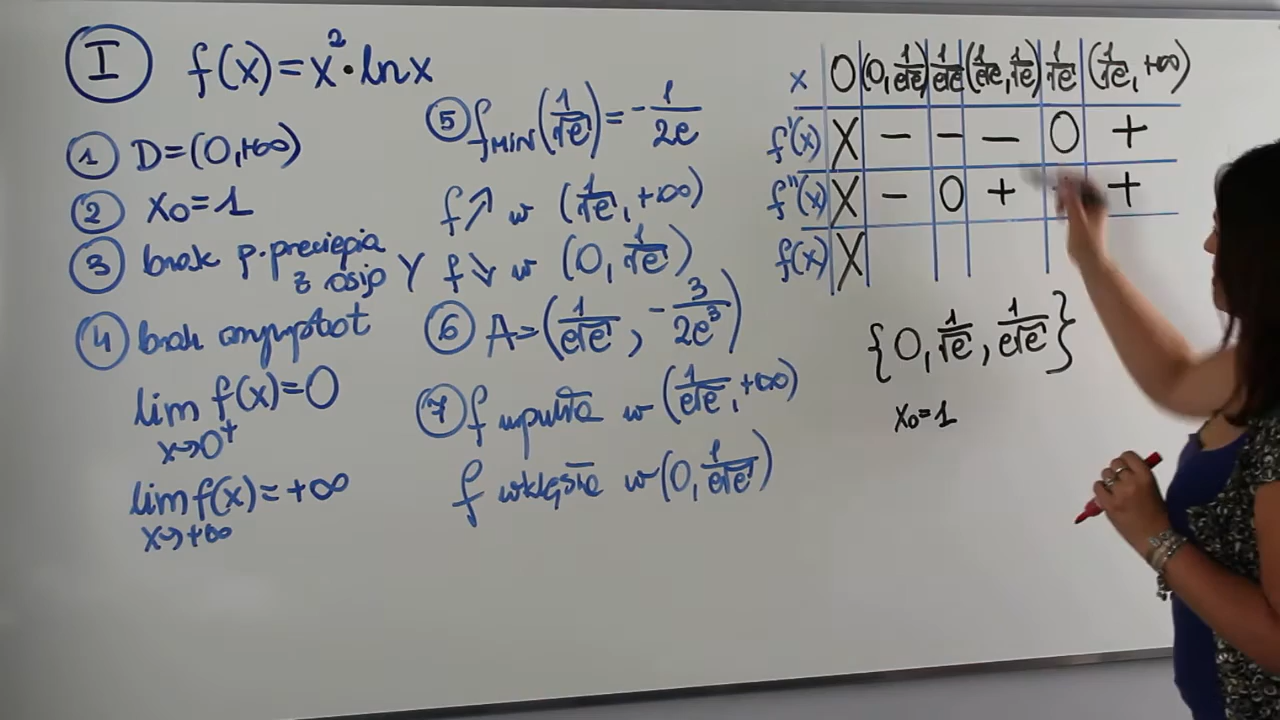 I f(x)=x²·lnx
① D=(0,+∞)
② x₀=1
③ brak p.przecięcia
z osią Y
④ brak asymptot
lim f(x)=0
x→0⁺
lim f(x)=+∞
x→+∞
⑤ f_MIN(1/√e)=-1/2e
f↗ w (1/√e,+∞)
f↘ w (0,1/√e)
⑥ A=(1/e√e, -3/2e³)
⑦ f wypukła w (1/e√e,+∞)
f wklęsła w (0,1/e√e)
x 0 (0,1/e√e) 1/e√e (1/e√e,1/√e) 1/√e (1/√e,+∞)
f'(x) X − − − 0 +
f''(x) X − 0 + +
f(x) X
{0, 1/√e, 1/e√e}
x₀=1